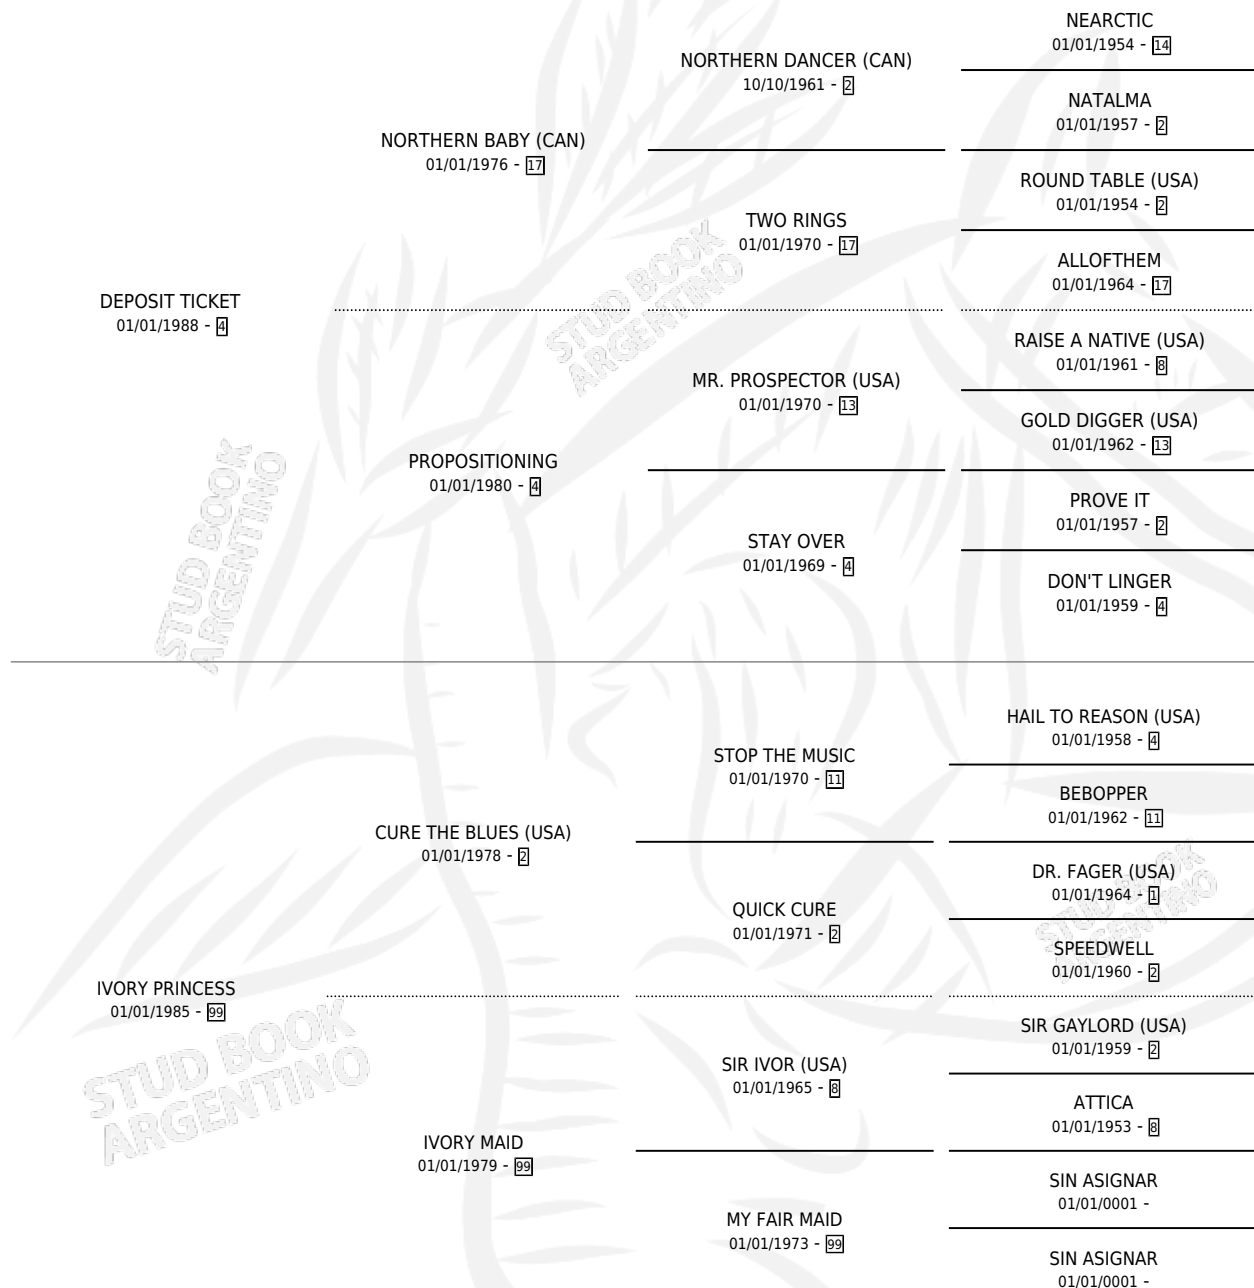 NEARCTIC
01/01/1954 - 14
NORTHERN DANCER (CAN)
10/10/1961 - 2
NATALMA
01/01/1957 - 2
NORTHERN BABY (CAN)
01/01/1976 - 17
ROUND TABLE (USA)
01/01/1954 - 2
TWO RINGS
01/01/1970 - 17
ALLOFTHEM
01/01/1964 - 17
DEPOSIT TICKET
01/01/1988 - 4
STUD BOOK
ARGENTINO
RAISE A NATIVE (USA)
01/01/1961 - 8
MR. PROSPECTOR (USA)
01/01/1970 - 13
GOLD DIGGER (USA)
01/01/1962 - 13
PROPOSITIONING
01/01/1980 - 4
PROVE IT
01/01/1957 - 2
STAY OVER
01/01/1969 - 4
DON'T LINGER
01/01/1959 - 4
STUD BOOK
ARGENTINO
HAIL TO REASON (USA)
01/01/1958 - 4
STOP THE MUSIC
01/01/1970 - 11
BEBOPPER
01/01/1962 - 11
CURE THE BLUES (USA)
01/01/1978 - 2
DR. FAGER (USA)
01/01/1964 - 1
QUICK CURE
01/01/1971 - 2
SPEEDWELL
01/01/1960 - 2
STUD BOOK
ARGENTINO
IVORY PRINCESS
01/01/1985 - 99
SIR GAYLORD (USA)
01/01/1959 - 2
SIR IVOR (USA)
01/01/1965 - 8
ATTICA
01/01/1953 - 8
STUD BOOK
ARGENTINO
IVORY MAID
01/01/1979 - 99
SIN ASIGNAR
01/01/0001 -
MY FAIR MAID
01/01/1973 - 99
SIN ASIGNAR
01/01/0001 -